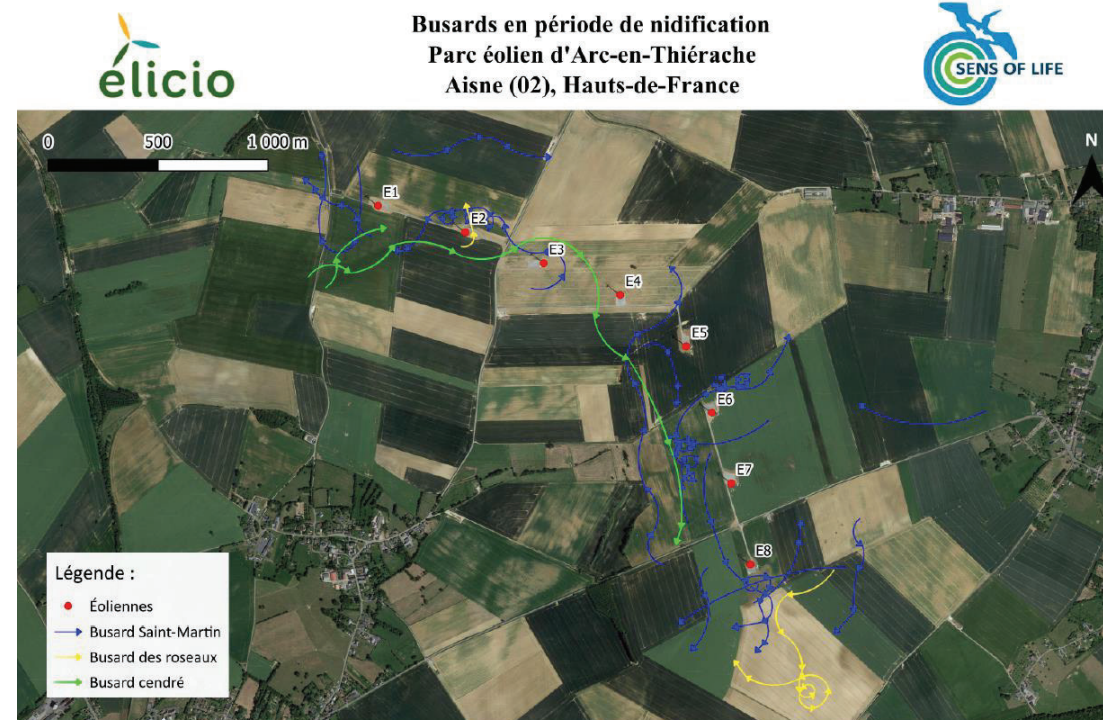 élicio
Busards en période de nidification
Parc éolien d'Arc-en-Thiérache
Aisne (02), Hauts-de-France
SENS OF LIFE
0 500 1 000 m
N
E1
E2
E3
E4
E5
E6
E7
E8
Légende :
Éoliennes
Busard Saint-Martin
Busard des roseaux
Busard cendré